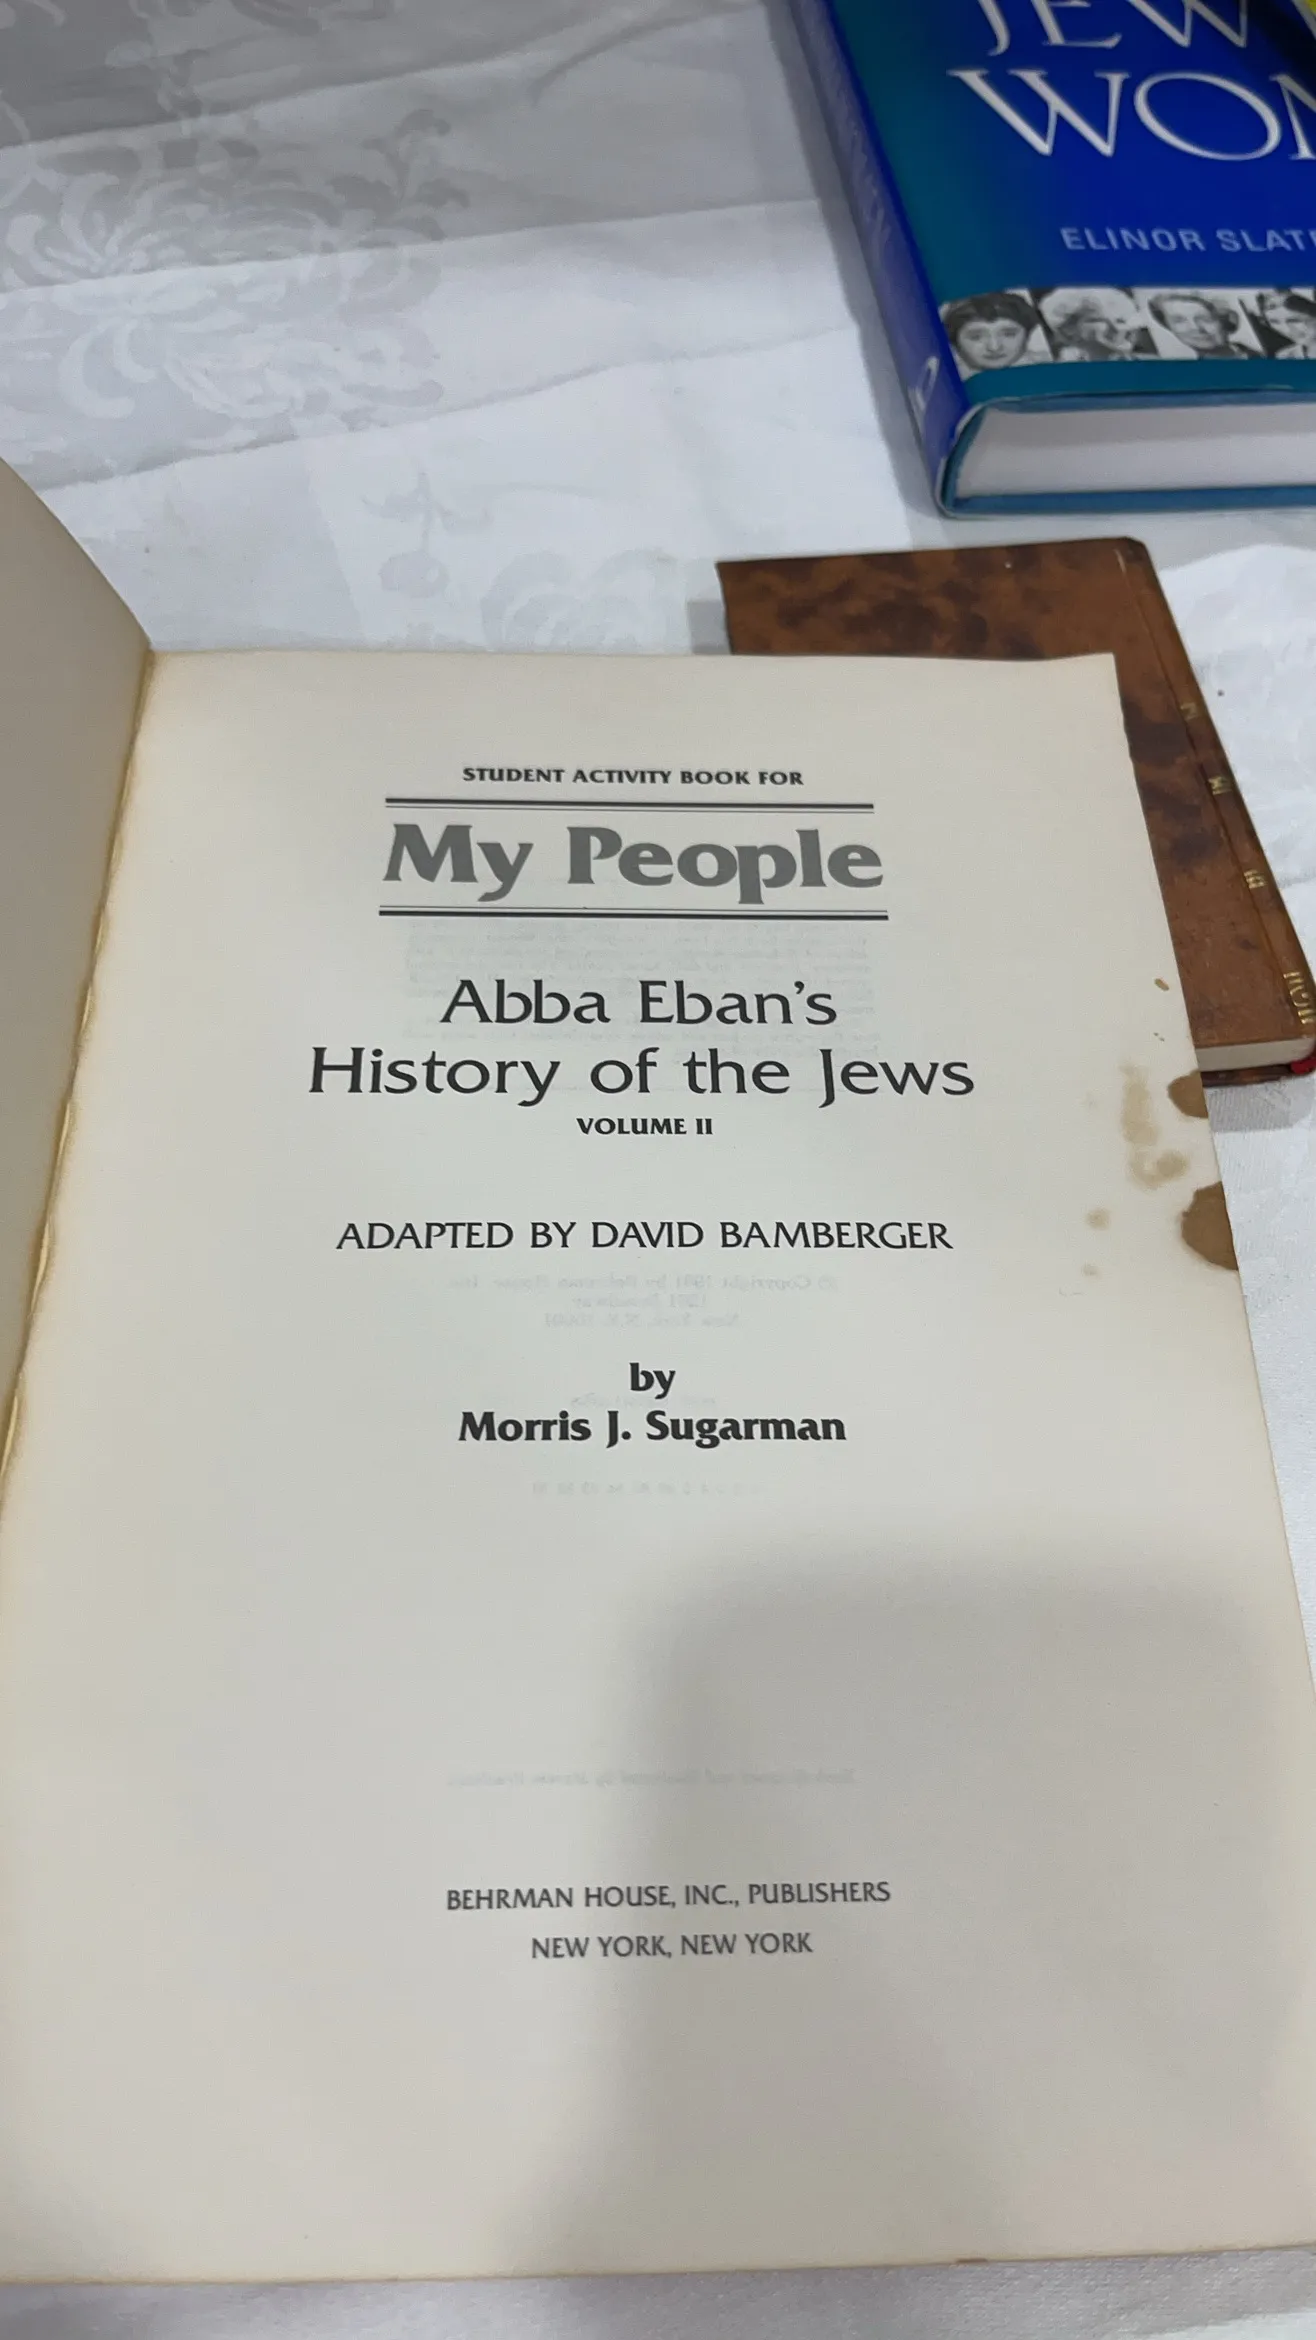 JEW
WOM
ELINOR SLAT
STUDENT ACTIVITY BOOK FOR
My People
Abba Eban's
History of the Jews
VOLUME II
ADAPTED BY DAVID BAMBERGER
by
Morris J. Sugarman
BEHRMAN HOUSE, INC., PUBLISHERS
NEW YORK, NEW YORK